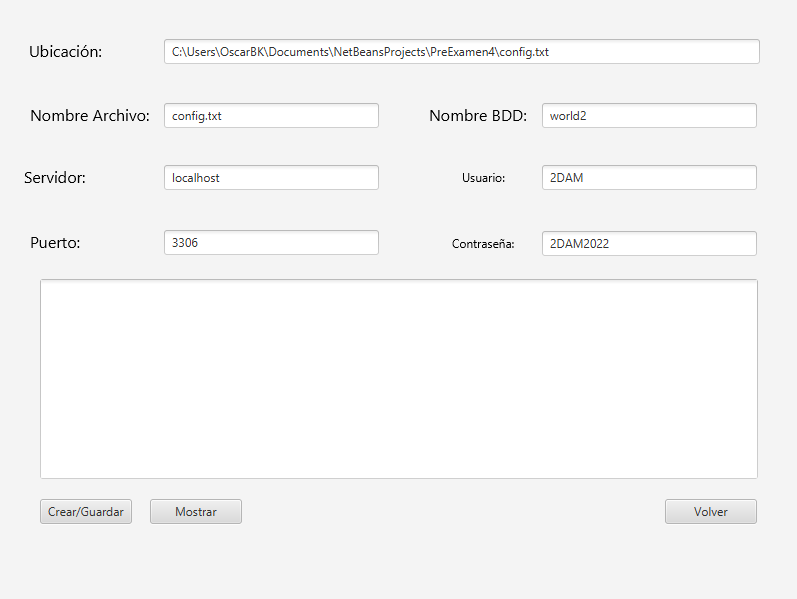 Ubicación: C:\Users\OscarBK\Documents\NetBeansProjects\PreExamen4\config.txt
Nombre Archivo: config.txt Nombre BDD: world2
Servidor: localhost Usuario: 2DAM
Puerto: 3306 Contraseña: 2DAM2022
Crear/Guardar Mostrar Volver